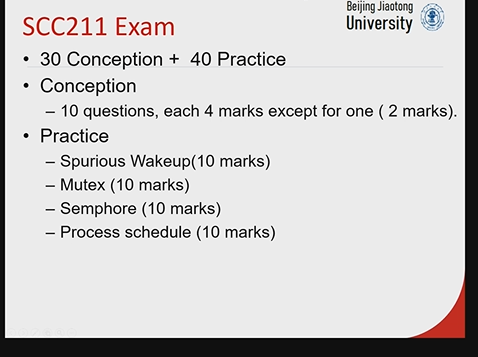 Beijing Jiaotong
University
SCC211 Exam
• 30 Conception + 40 Practice
• Conception
– 10 questions, each 4 marks except for one ( 2 marks).
• Practice
– Spurious Wakeup(10 marks)
– Mutex (10 marks)
– Semphore (10 marks)
– Process schedule (10 marks)